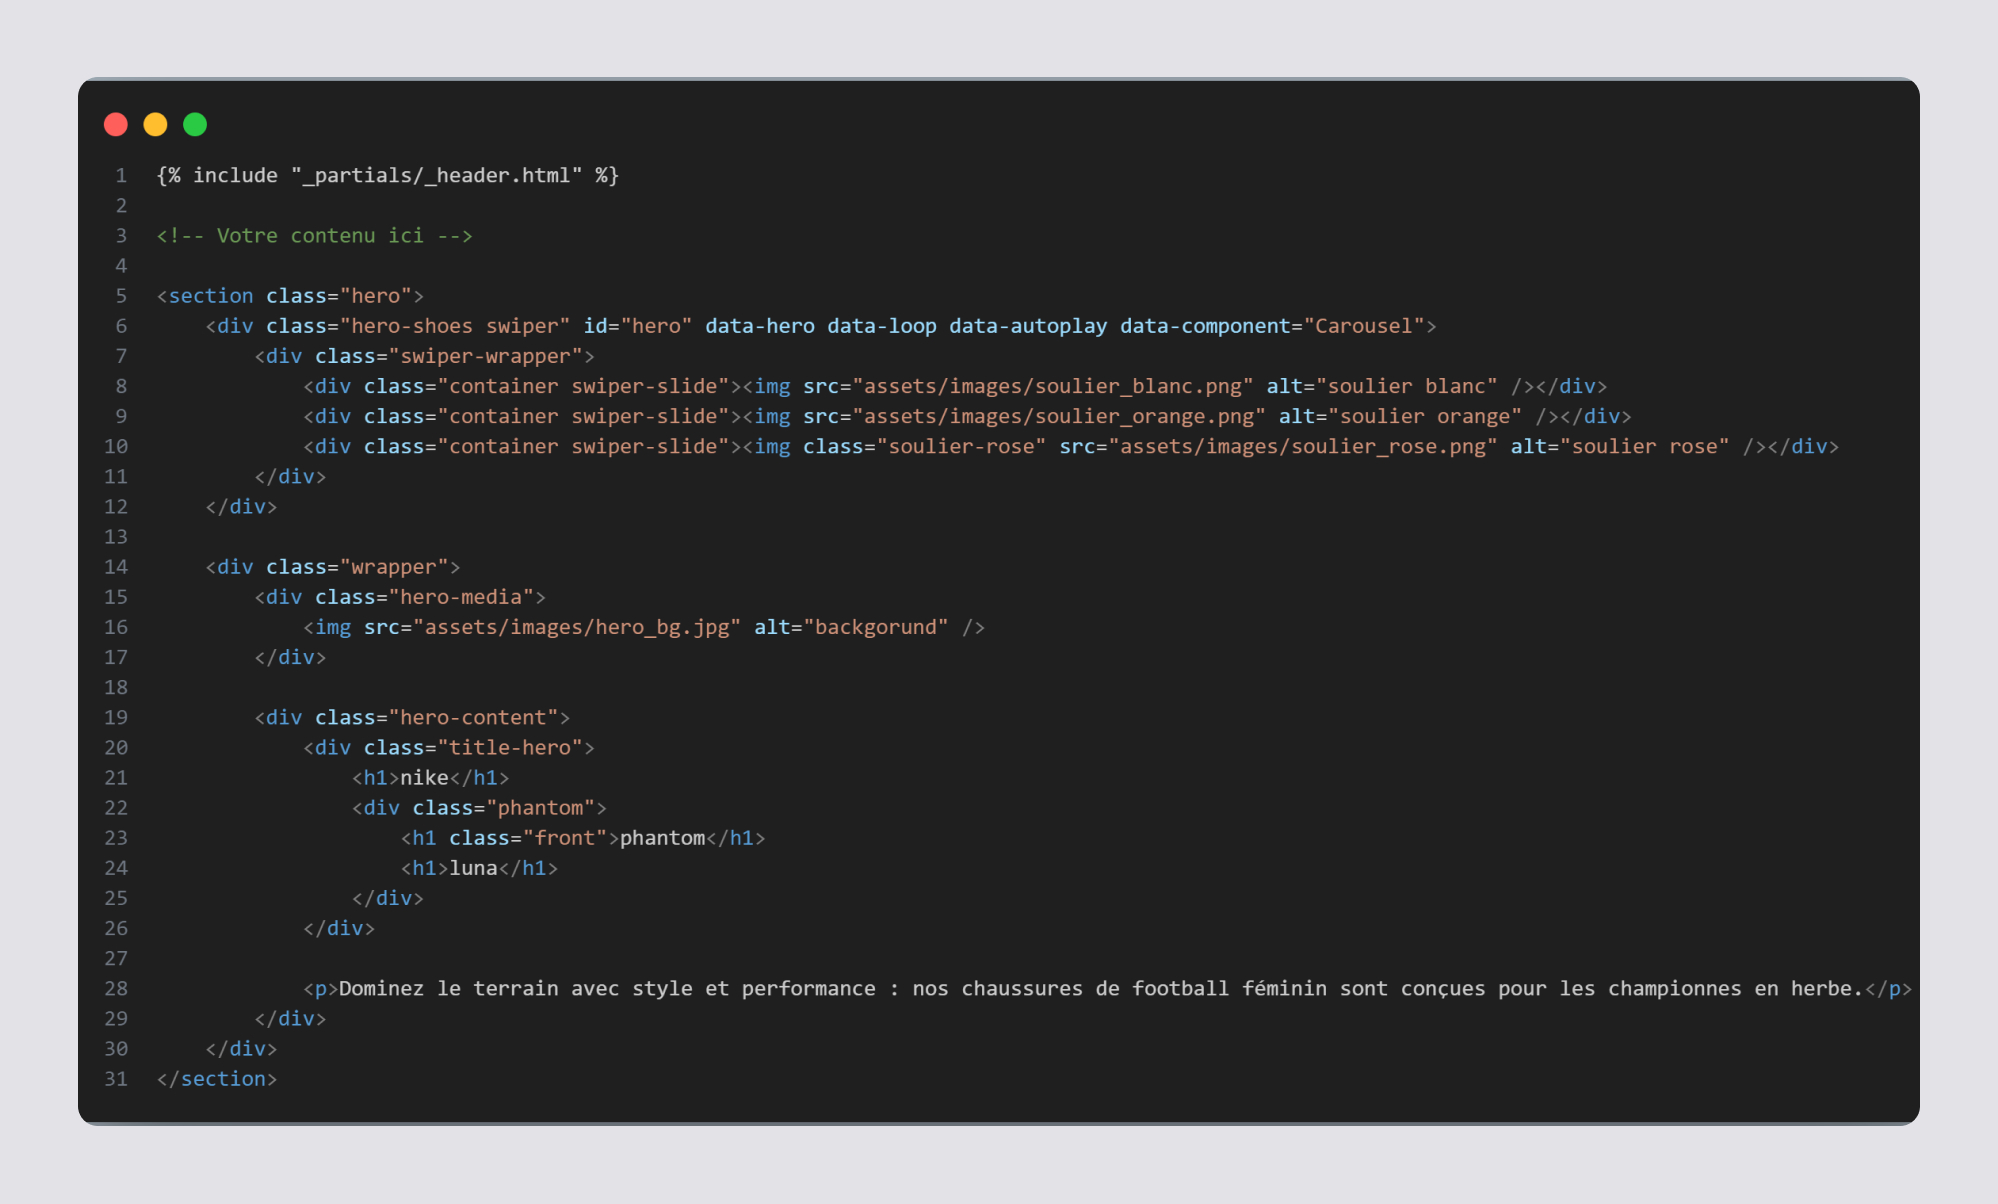 1 {% include "_partials/_header.html" %}
2
3 <!-- Votre contenu ici -->
4
5 <section class="hero">
6     <div class="hero-shoes swiper" id="hero" data-hero data-loop data-autoplay data-component="Carousel">
7         <div class="swiper-wrapper">
8             <div class="container swiper-slide"><img src="assets/images/soulier_blanc.png" alt="soulier blanc" /></div>
9             <div class="container swiper-slide"><img src="assets/images/soulier_orange.png" alt="soulier orange" /></div>
10             <div class="container swiper-slide"><img class="soulier-rose" src="assets/images/soulier_rose.png" alt="soulier rose" /></div>
11         </div>
12     </div>
13
14     <div class="wrapper">
15         <div class="hero-media">
16             <img src="assets/images/hero_bg.jpg" alt="backgorund" />
17         </div>
18
19         <div class="hero-content">
20             <div class="title-hero">
21                 <h1>nike</h1>
22                 <div class="phantom">
23                     <h1 class="front">phantom</h1>
24                     <h1>luna</h1>
25                 </div>
26             </div>
27
28             <p>Dominez le terrain avec style et performance : nos chaussures de football féminin sont conçues pour les championnes en herbe.</p>
29         </div>
30     </div>
31 </section>